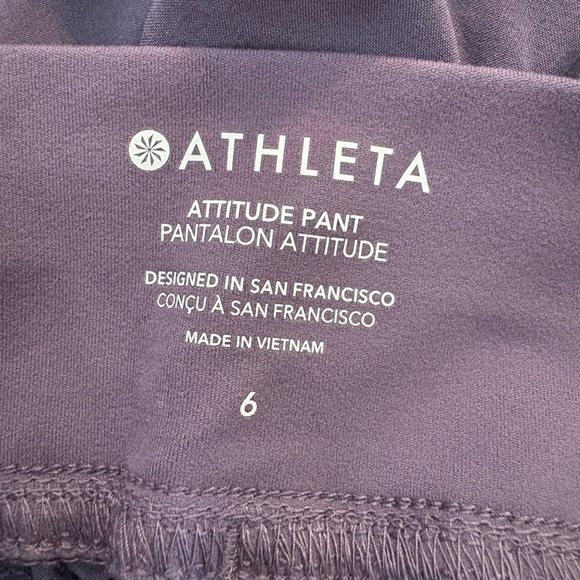 ATHLETA
ATTITUDE PANT
PANTALON ATTITUDE
DESIGNED IN SAN FRANCISCO
CONÇU À SAN FRANCISCO
MADE IN VIETNAM
6